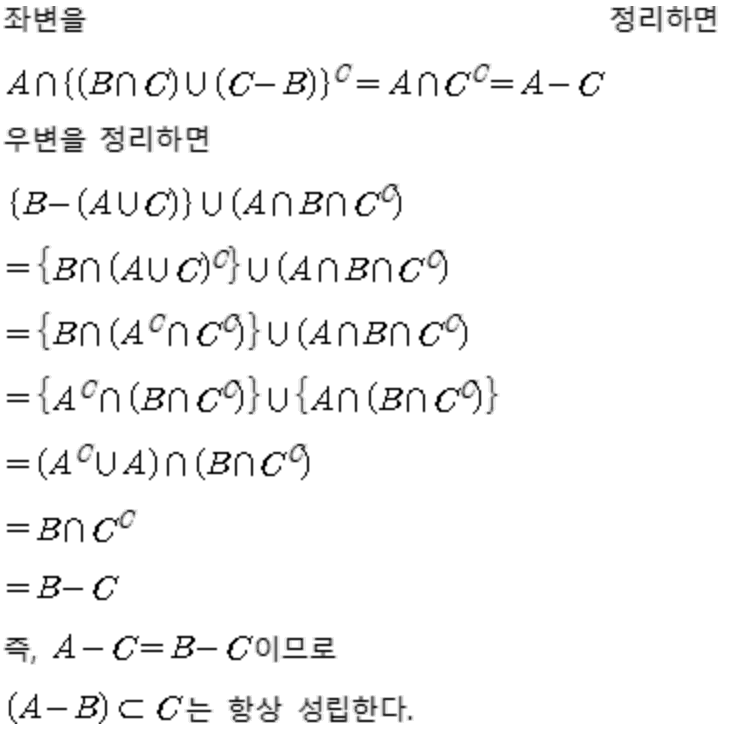 좌변을 정리하면
A∩{(B∩C)∪(C−B)}^C=A∩C^C=A−C
우변을 정리하면
{B−(A∪C)}∪(A∩B∩C^C)
={B∩(A∪C)^C}∪(A∩B∩C^C)
={B∩(A^C∩C^C)}∪(A∩B∩C^C)
={A^C∩(B∩C^C)}∪{A∩(B∩C^C)}
=(A^C∪A)∩(B∩C^C)
=B∩C^C
=B−C
즉, A−C=B−C이므로
(A−B)⊂C는 항상 성립한다.